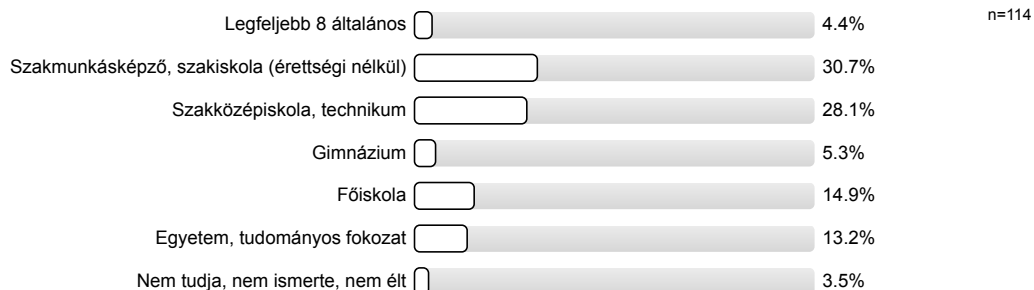 Legfeljebb 8 általános 4.4% n=114
Szakmunkásképző, szakiskola (érettségi nélkül) 30.7%
Szakközépiskola, technikum 28.1%
Gimnázium 5.3%
Főiskola 14.9%
Egyetem, tudományos fokozat 13.2%
Nem tudja, nem ismerte, nem élt 3.5%